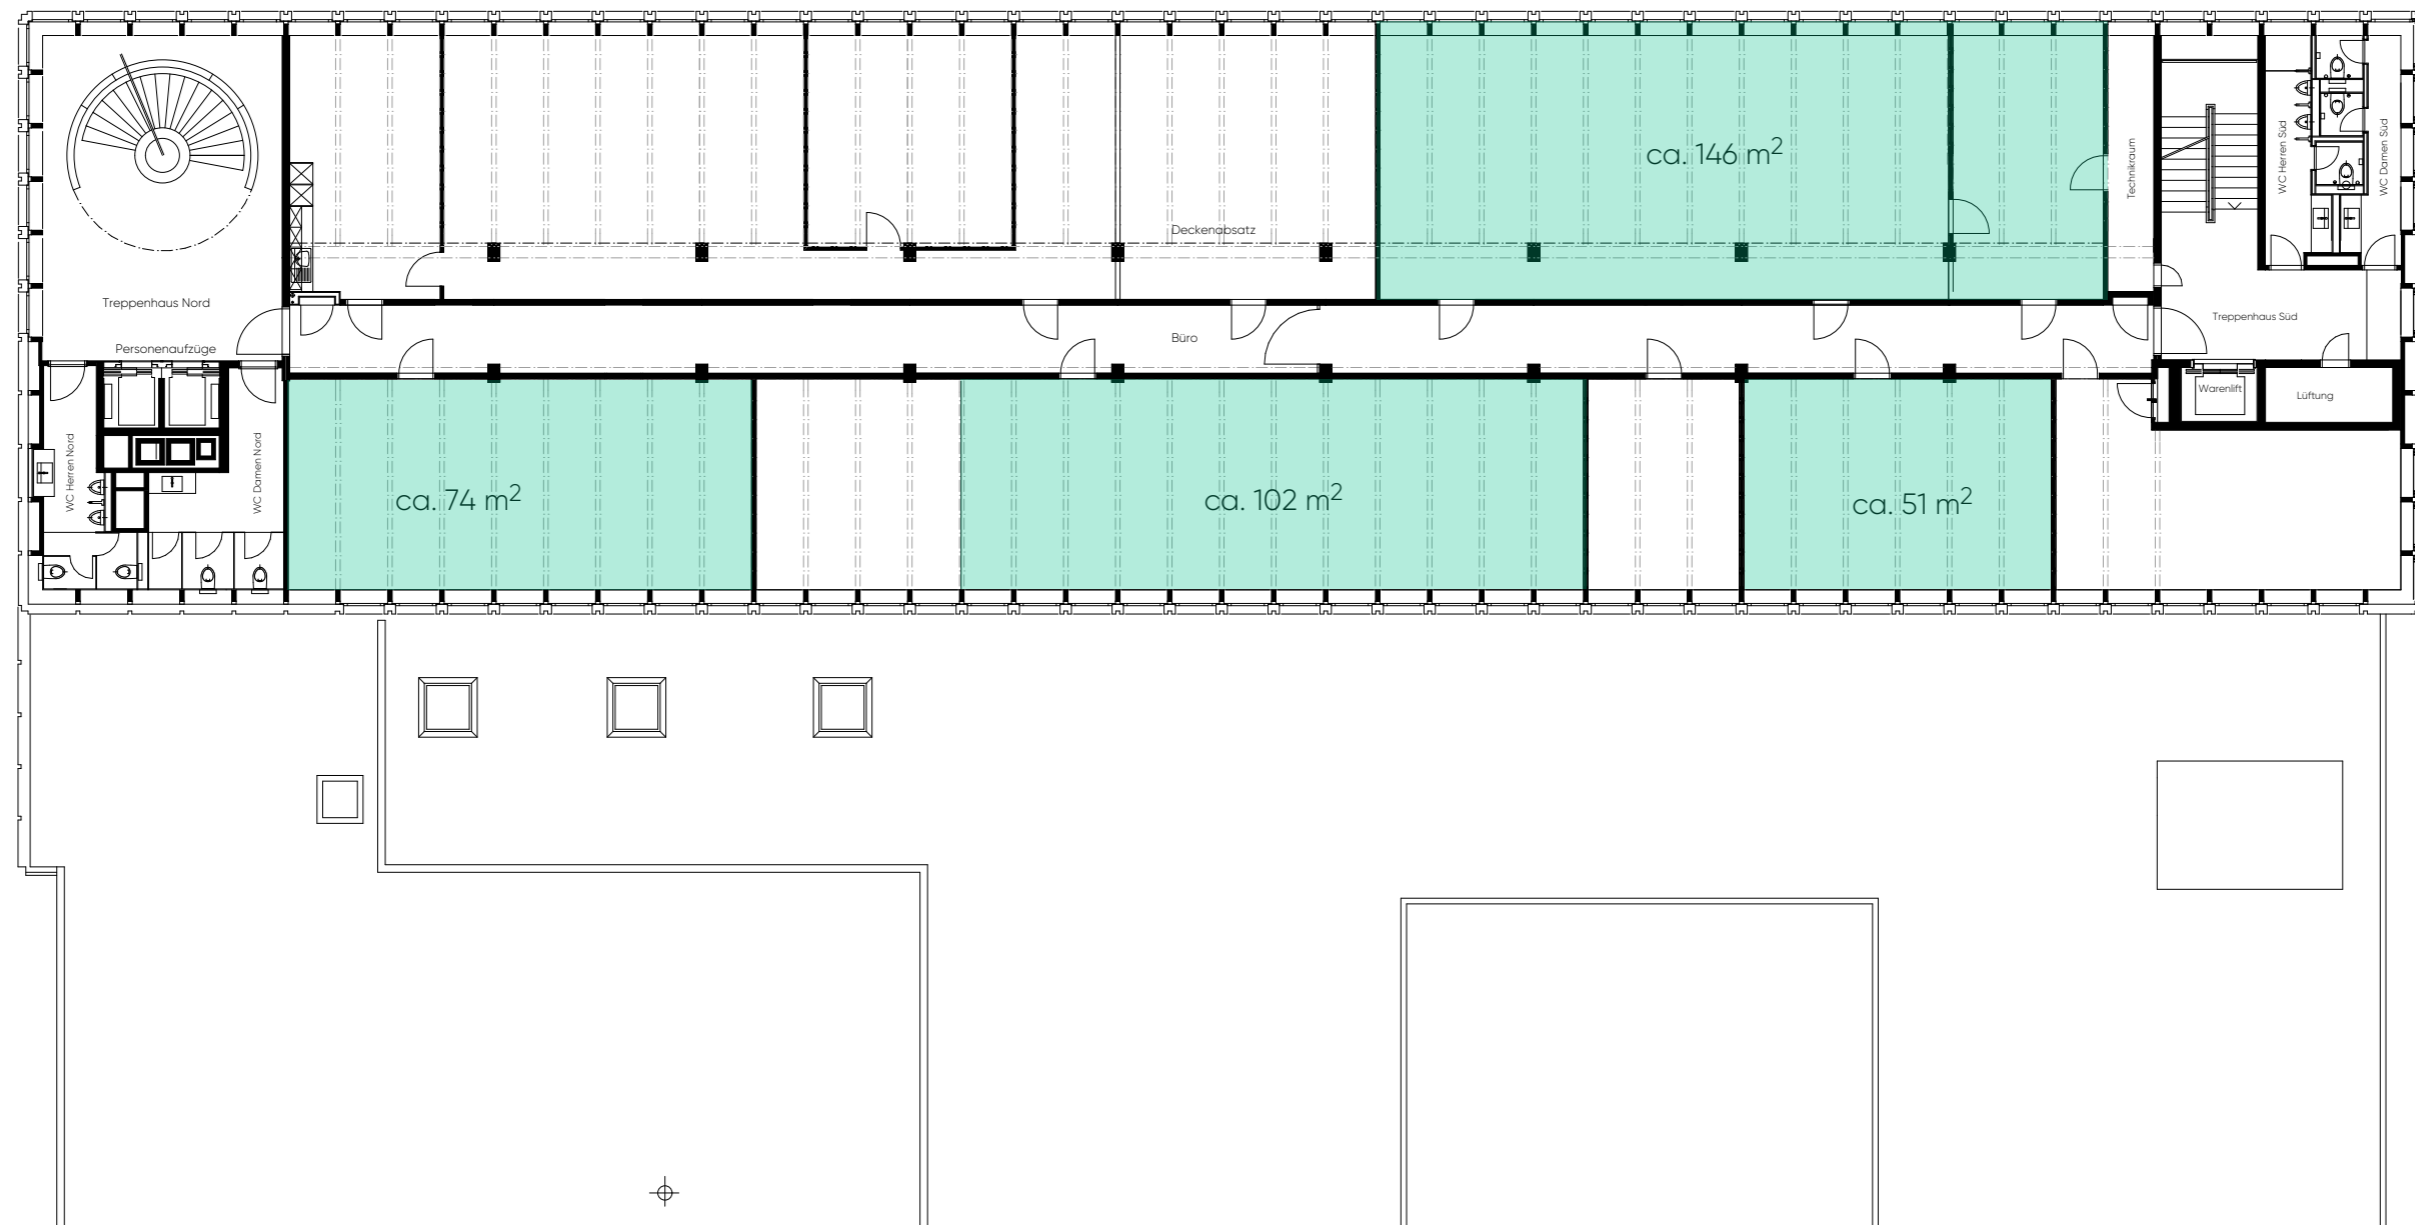 ca. 146 m²
Technikraum
WC Herren Süd
WC Damen Süd
Deckenabsatz
Treppenhaus Nord
Treppenhaus Süd
Büro
Personenaufzüge
Warenlift
Lüftung
WC Herren Nord
WC Damen Nord
ca. 74 m²
ca. 102 m²
ca. 51 m²